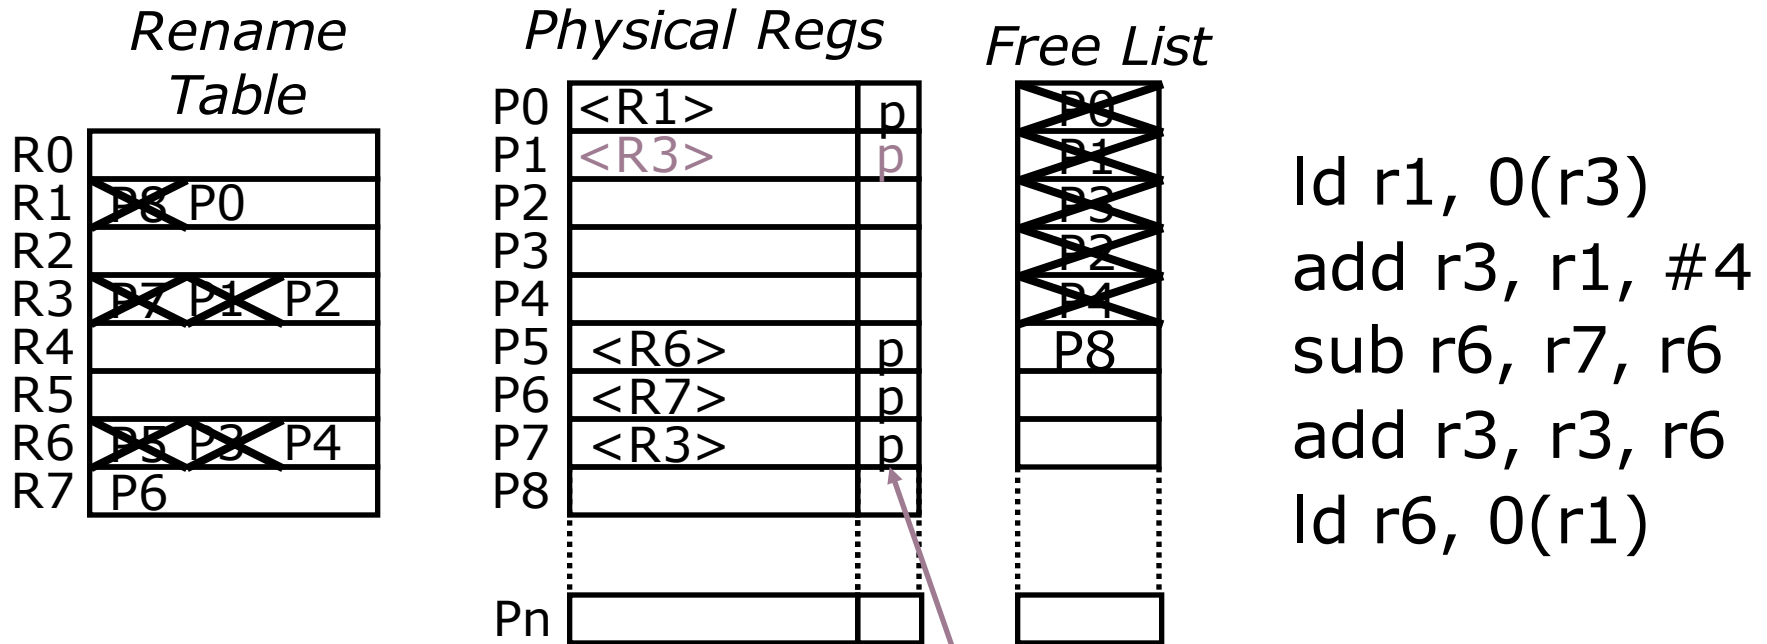 Rename
Table
R0
R1 P8 P0
R2
R3 P7 P1 P2
R4
R5
R6 P5 P3 P4
R7 P6
Physical Regs
P0 <R1> p
P1 <R3> p
P2
P3
P4
P5 <R6> p
P6 <R7> p
P7 <R3> p
P8
Pn
Free List
P0
P1
P3
P2
P4
P8
ld r1, 0(r3)
add r3, r1, #4
sub r6, r7, r6
add r3, r3, r6
ld r6, 0(r1)